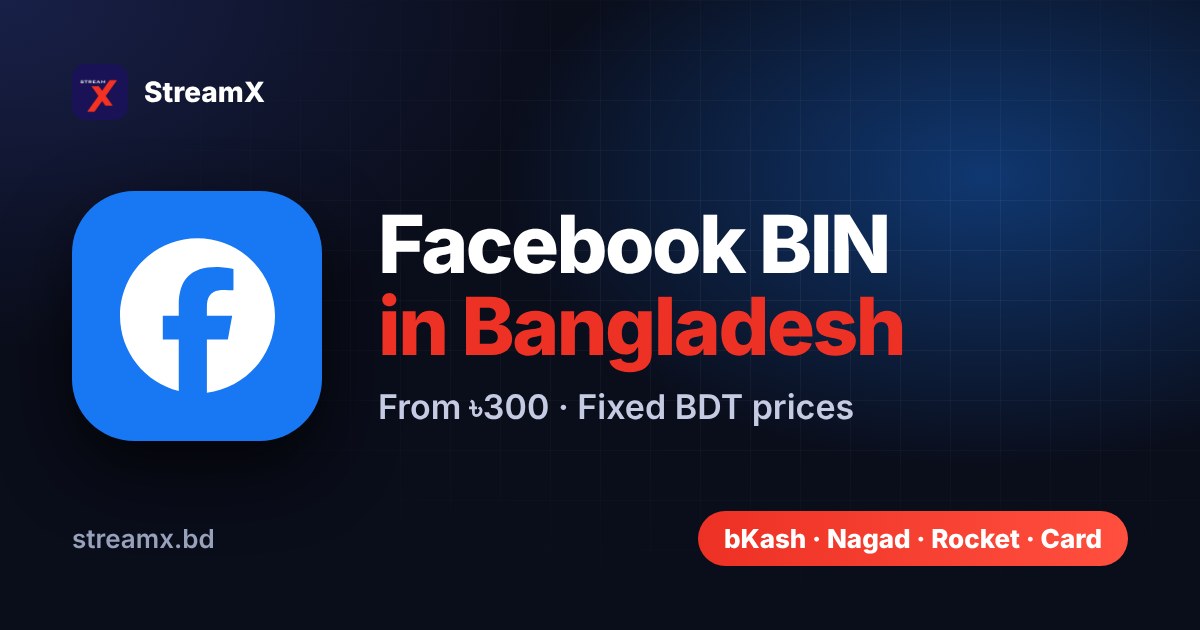 STREAM X
StreamX
Facebook BIN
in Bangladesh
From ৳300 · Fixed BDT prices
streamx.bd
bKash · Nagad · Rocket · Card